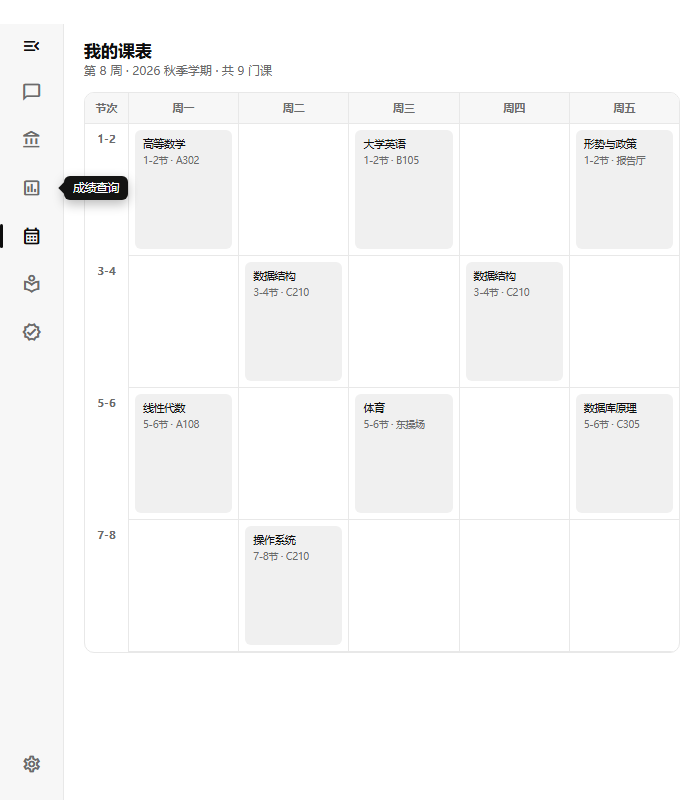 我的课表
第 8 周 · 2026 秋季学期 · 共 9 门课
节次 周一 周二 周三 周四 周五
1-2
高等数学
1-2节 · A302
大学英语
1-2节 · B105
形势与政策
1-2节 · 报告厅
成绩查询
3-4
数据结构
3-4节 · C210
数据结构
3-4节 · C210
5-6
线性代数
5-6节 · A108
体育
5-6节 · 东操场
数据库原理
5-6节 · C305
7-8
操作系统
7-8节 · C210